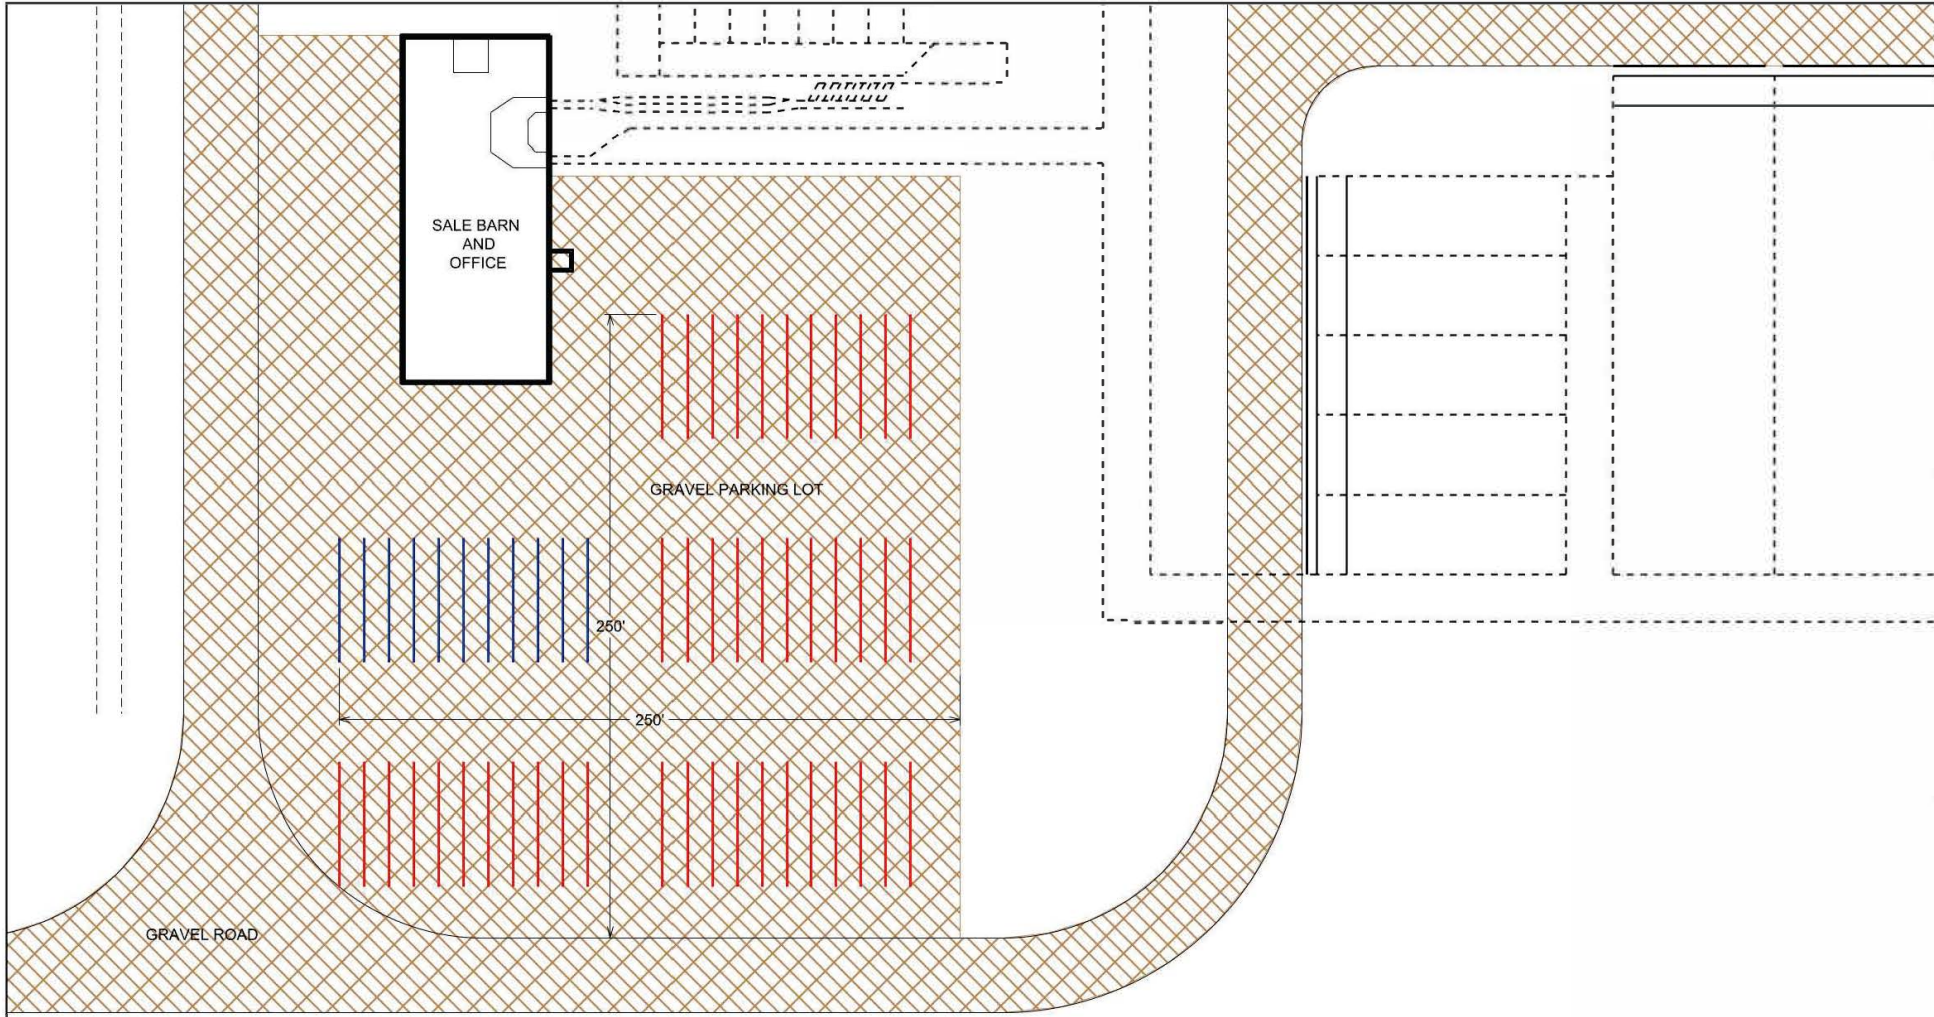 SALE BARN
AND
OFFICE
GRAVEL PARKING LOT
250'
250'
GRAVEL ROAD